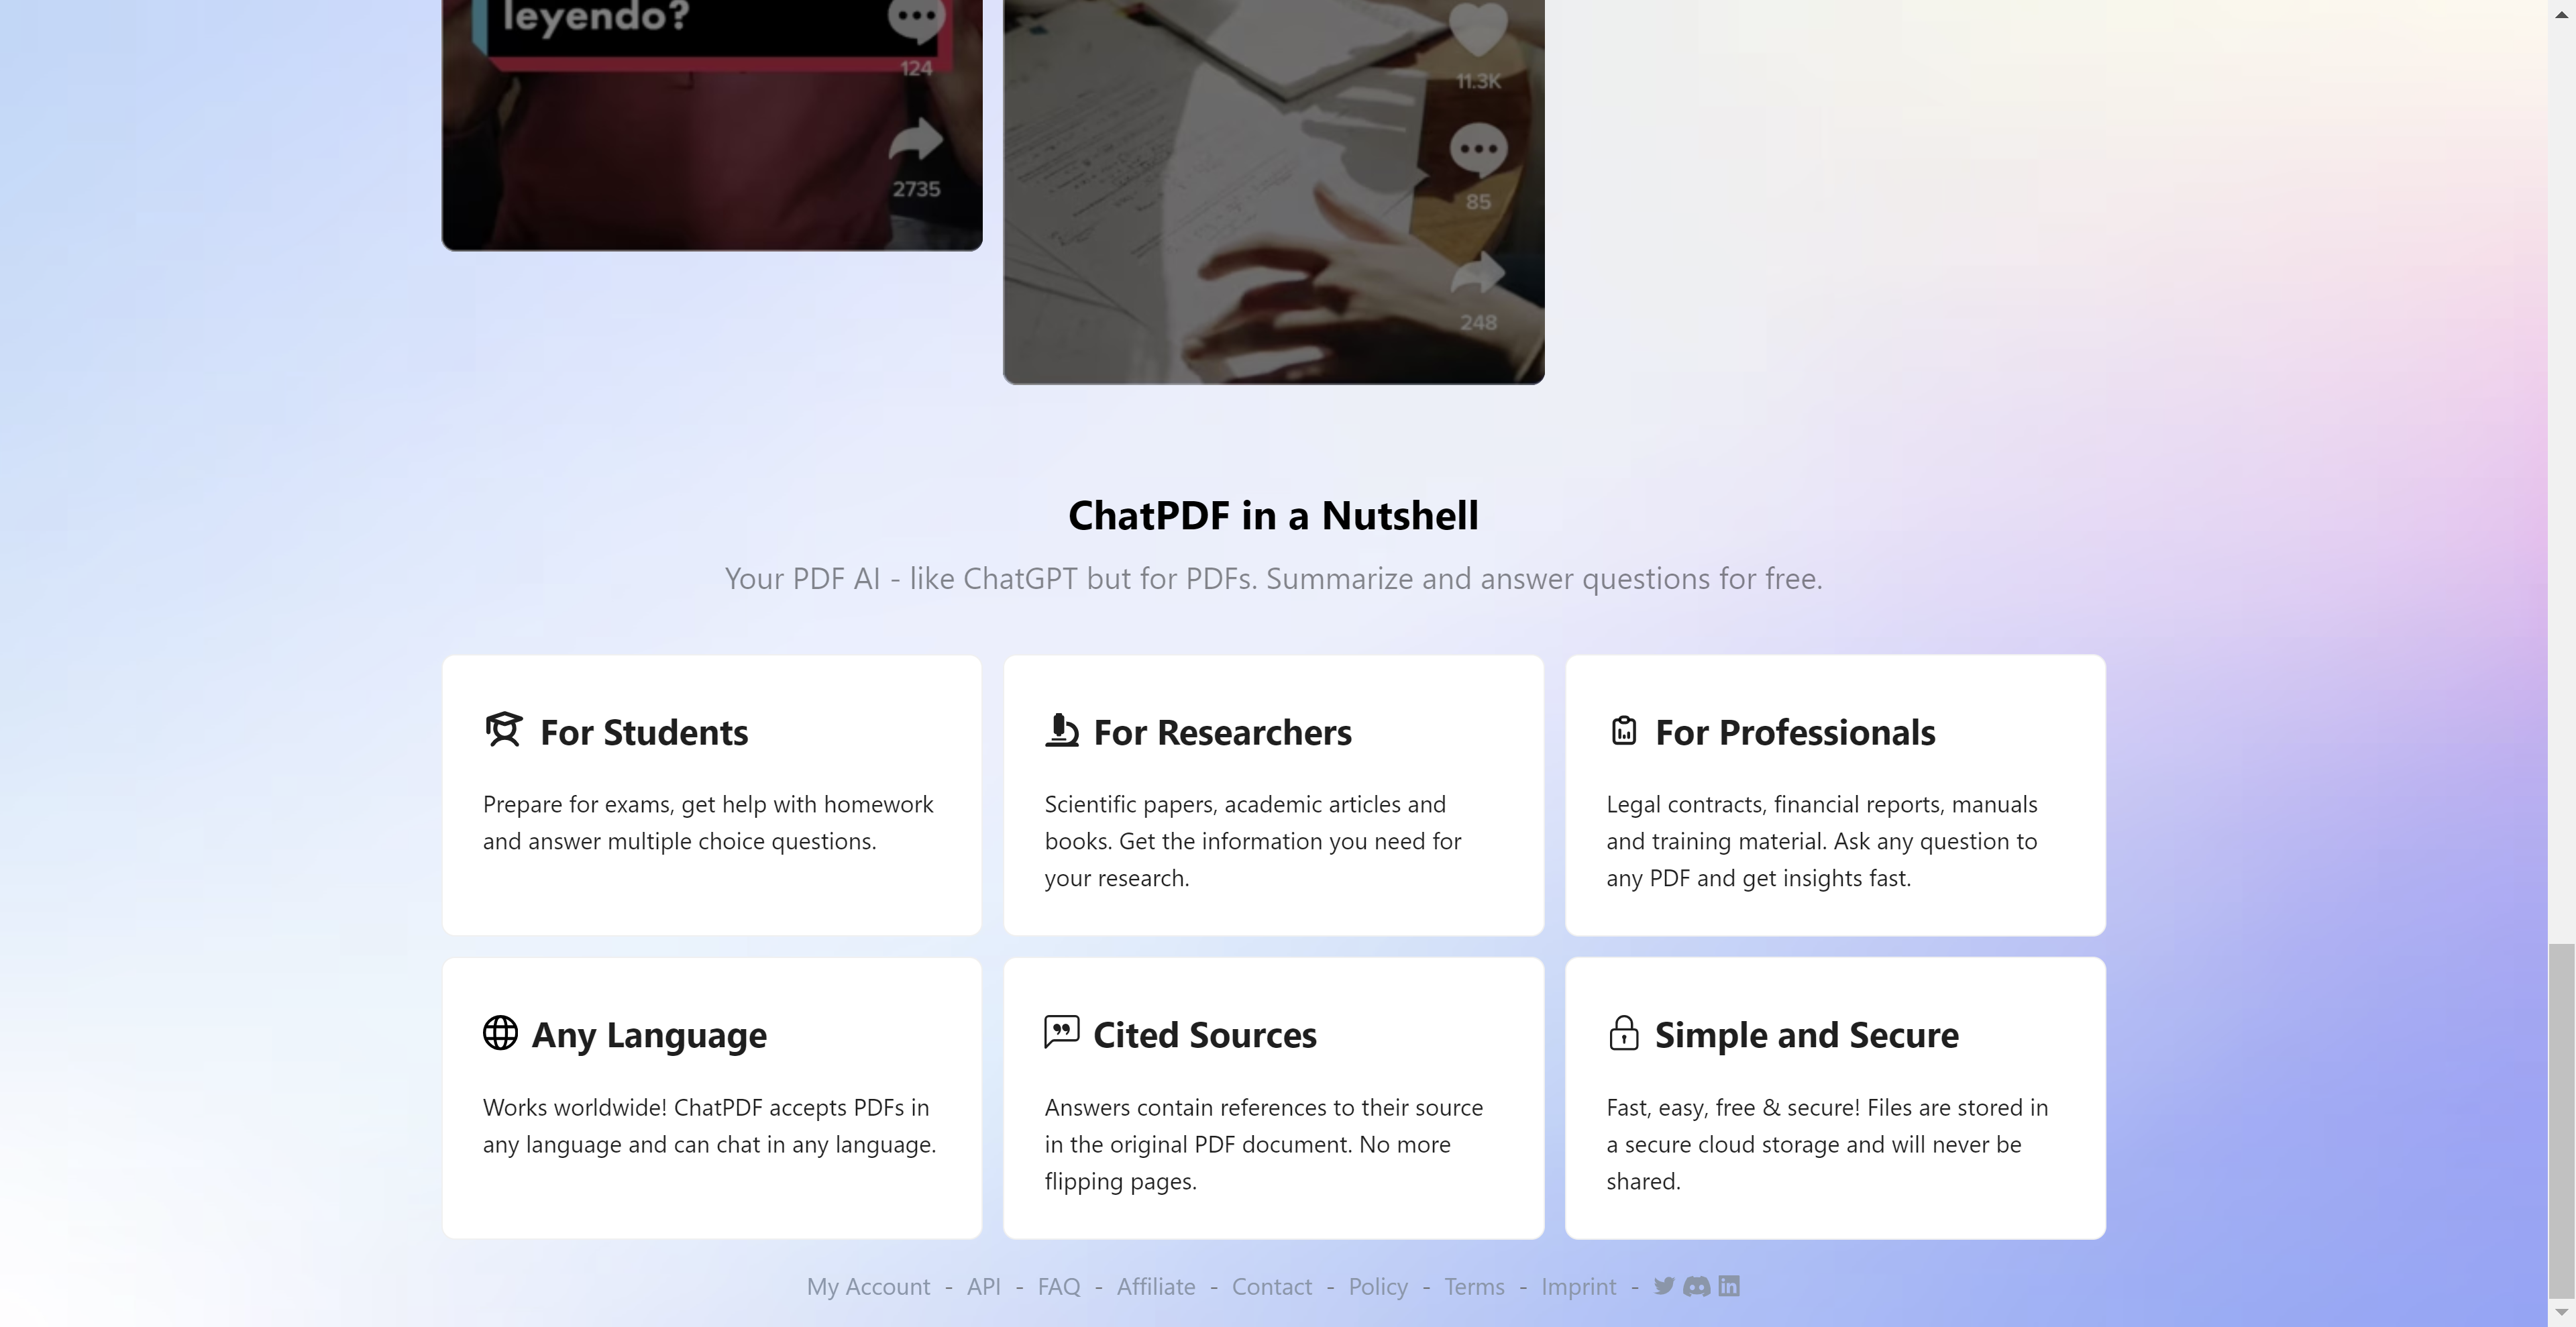 leyendo?
124
2735
11.3K
85
248
ChatPDF in a Nutshell
Your PDF AI - like ChatGPT but for PDFs. Summarize and answer questions for free.
For Students
Prepare for exams, get help with homework
and answer multiple choice questions.
For Researchers
Scientific papers, academic articles and
books. Get the information you need for
your research.
For Professionals
Legal contracts, financial reports, manuals
and training material. Ask any question to
any PDF and get insights fast.
Any Language
Works worldwide! ChatPDF accepts PDFs in
any language and can chat in any language.
Cited Sources
Answers contain references to their source
in the original PDF document. No more
flipping pages.
Simple and Secure
Fast, easy, free & secure! Files are stored in
a secure cloud storage and will never be
shared.
My Account - API - FAQ - Affiliate - Contact - Policy - Terms - Imprint -